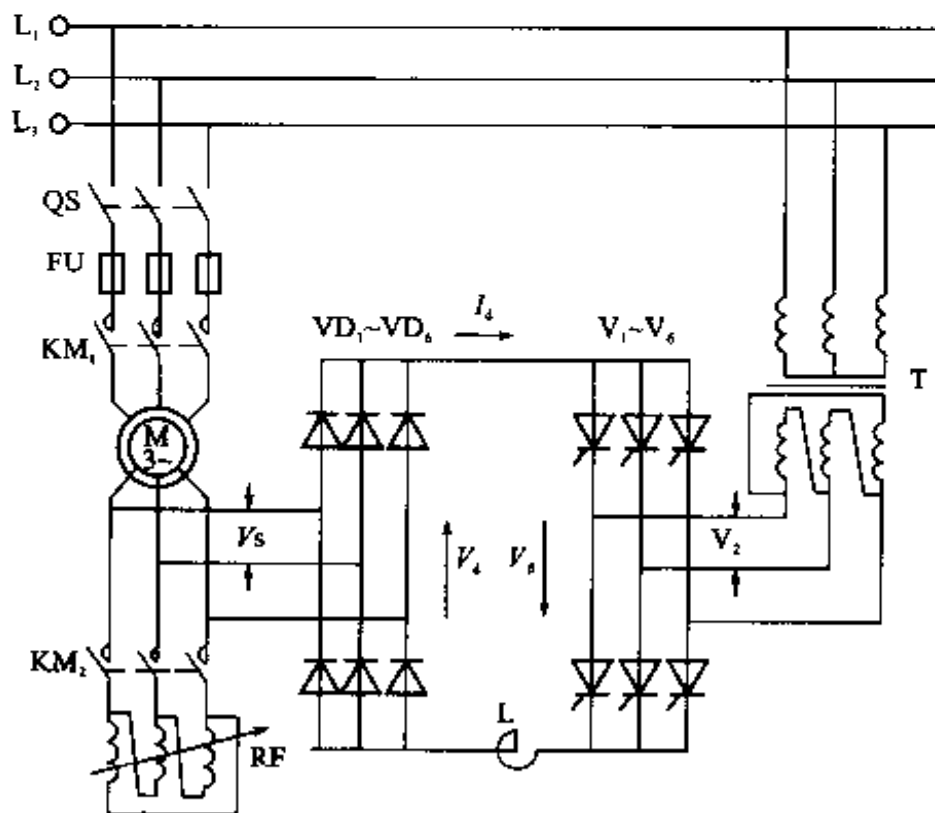 L₁
L₂
L₃
QS
FU
KM₁
M
3~
VD₁~VD₆
I₄
V₁~V₆
T
Vs
V₄
Vβ
V₂
KM₂
L
RF